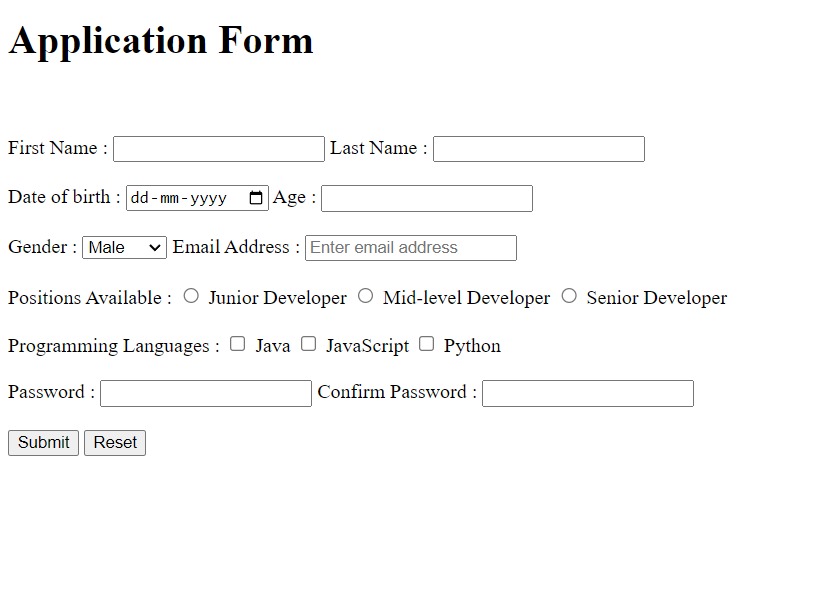 Application Form
First Name : Last Name :
Date of birth : dd-mm-yyyy Age :
Gender : Male Email Address : Enter email address
Positions Available : Junior Developer Mid-level Developer Senior Developer
Programming Languages : Java JavaScript Python
Password : Confirm Password :
Submit Reset